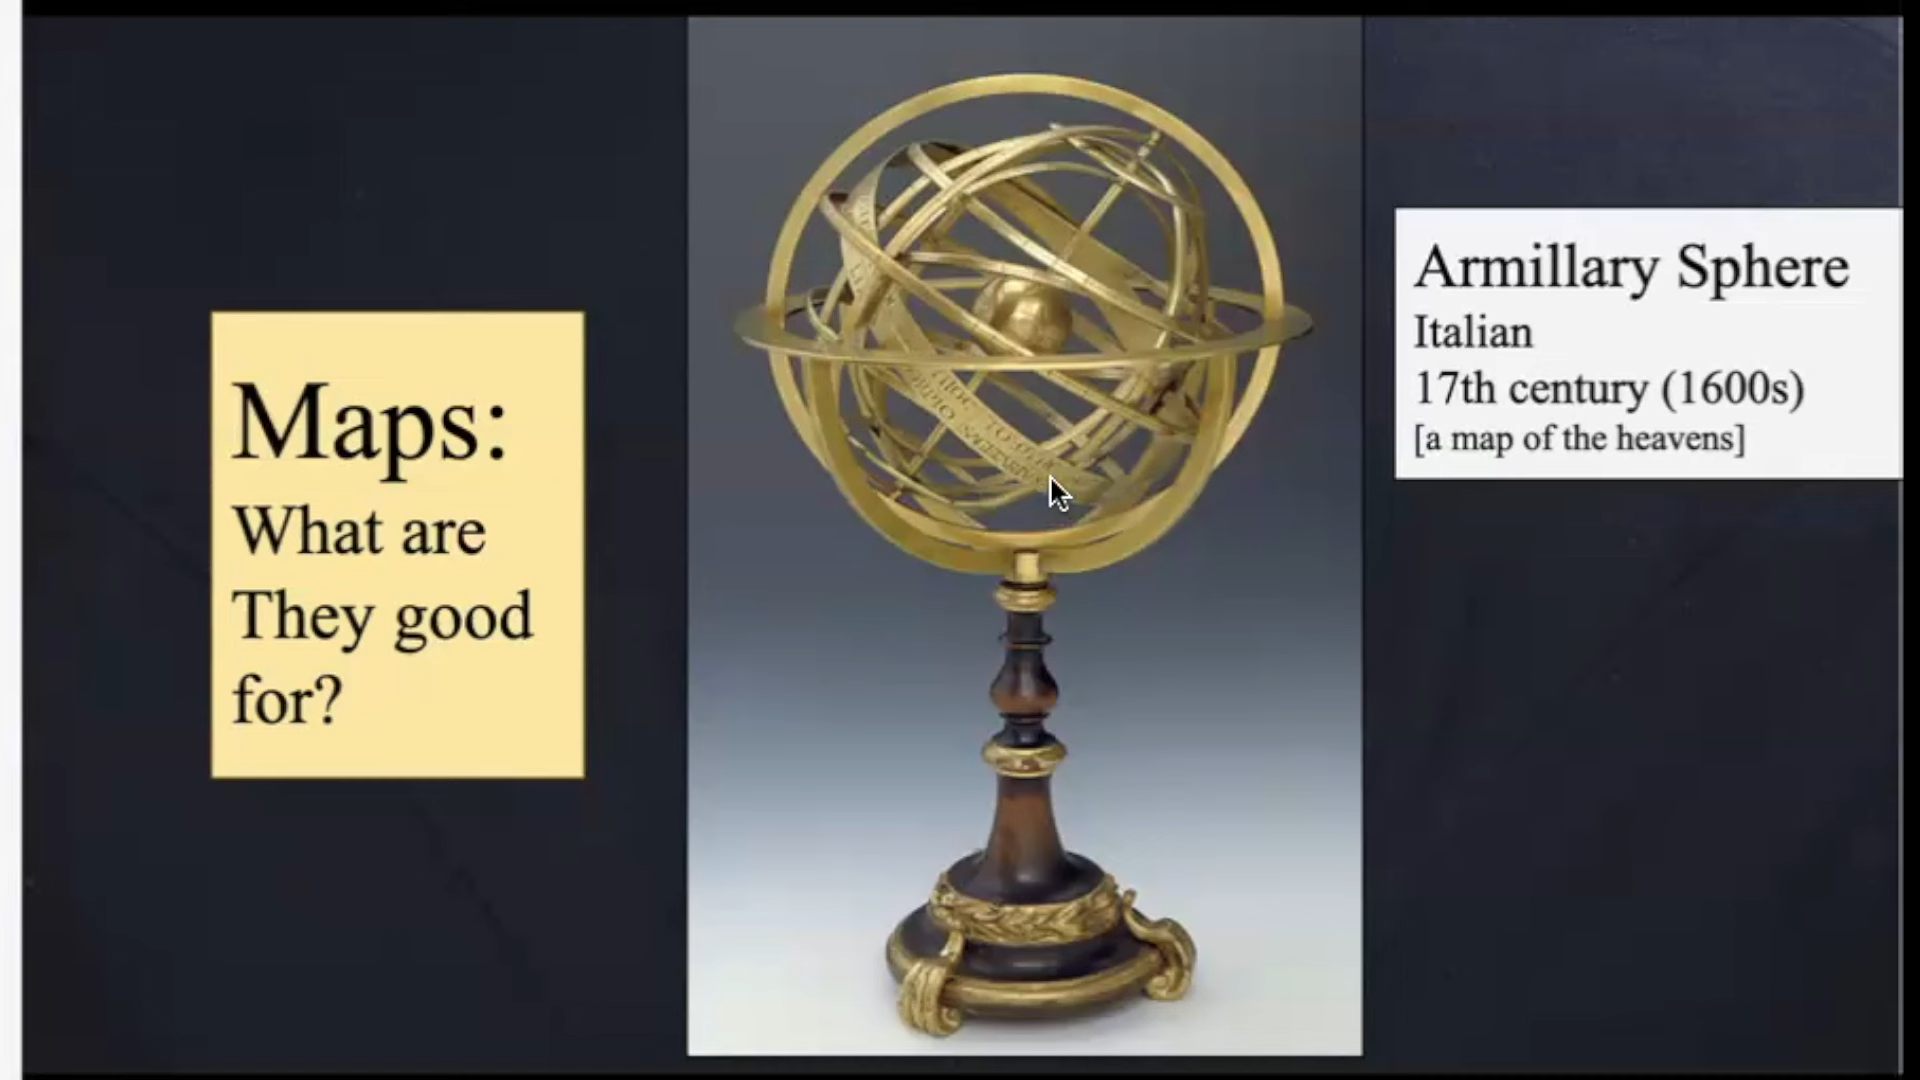 Maps:
What are
They good
for?
Armillary Sphere
Italian
17th century (1600s)
[a map of the heavens]